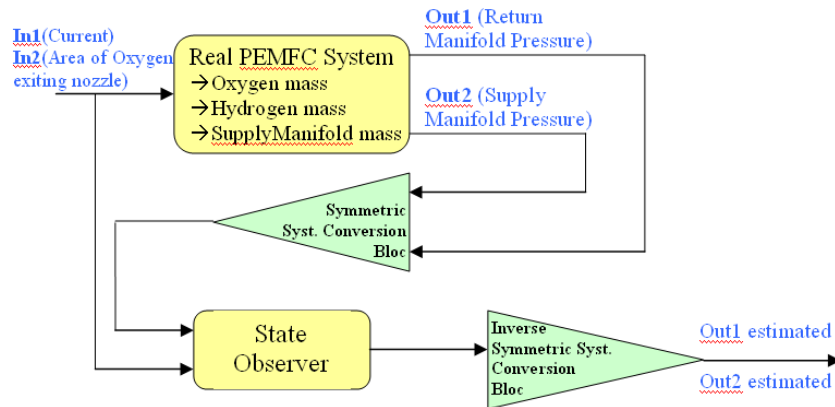 In1(Current)
In2(Area of Oxygen
exiting nozzle)
Real PEMFC System
→Oxygen mass
→Hydrogen mass
→SupplyManifold mass
Out1 (Return
Manifold Pressure)
Out2 (Supply
Manifold Pressure)
Symmetric
Syst. Conversion
Bloc
State
Observer
Inverse
Symmetric Syst.
Conversion
Bloc
Out1 estimated
Out2 estimated